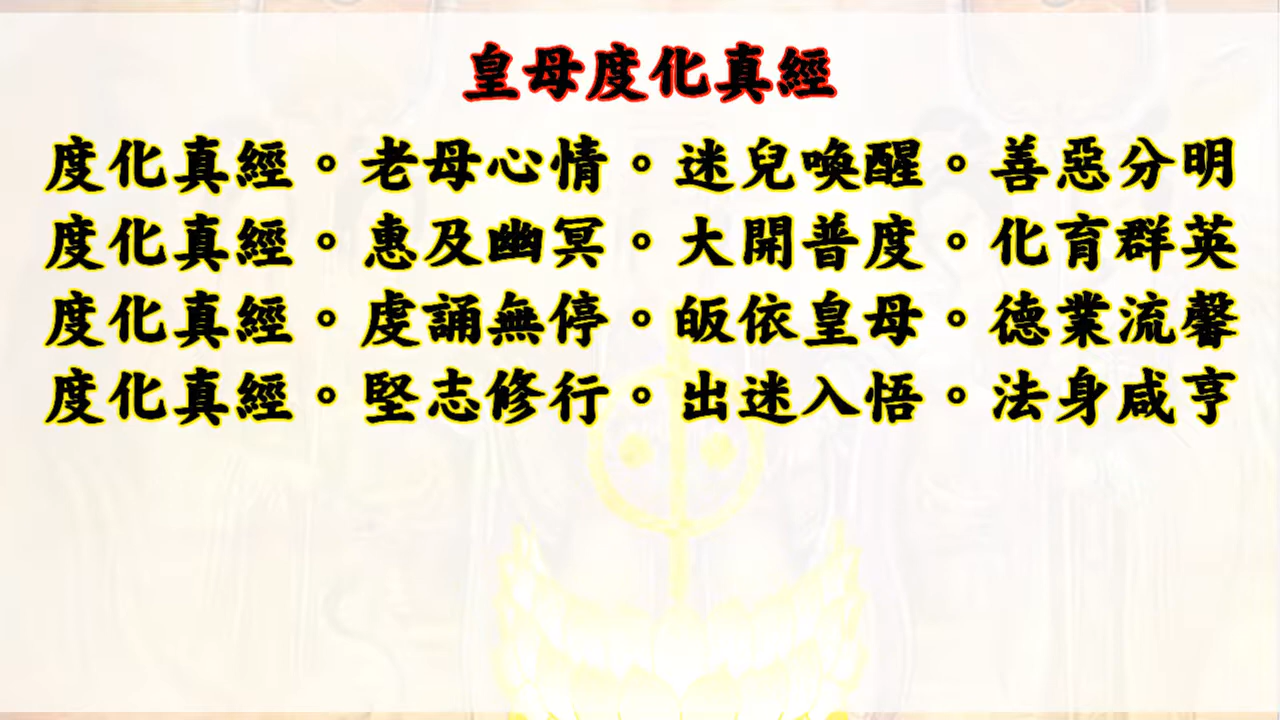 皇母度化真經
度化真經。老母心情。迷兒喚醒。善惡分明
度化真經。惠及幽冥。大開普度。化育群英
度化真經。虔誦無停。皈依皇母。德業流馨
度化真經。堅志修行。出迷入悟。法身咸亨